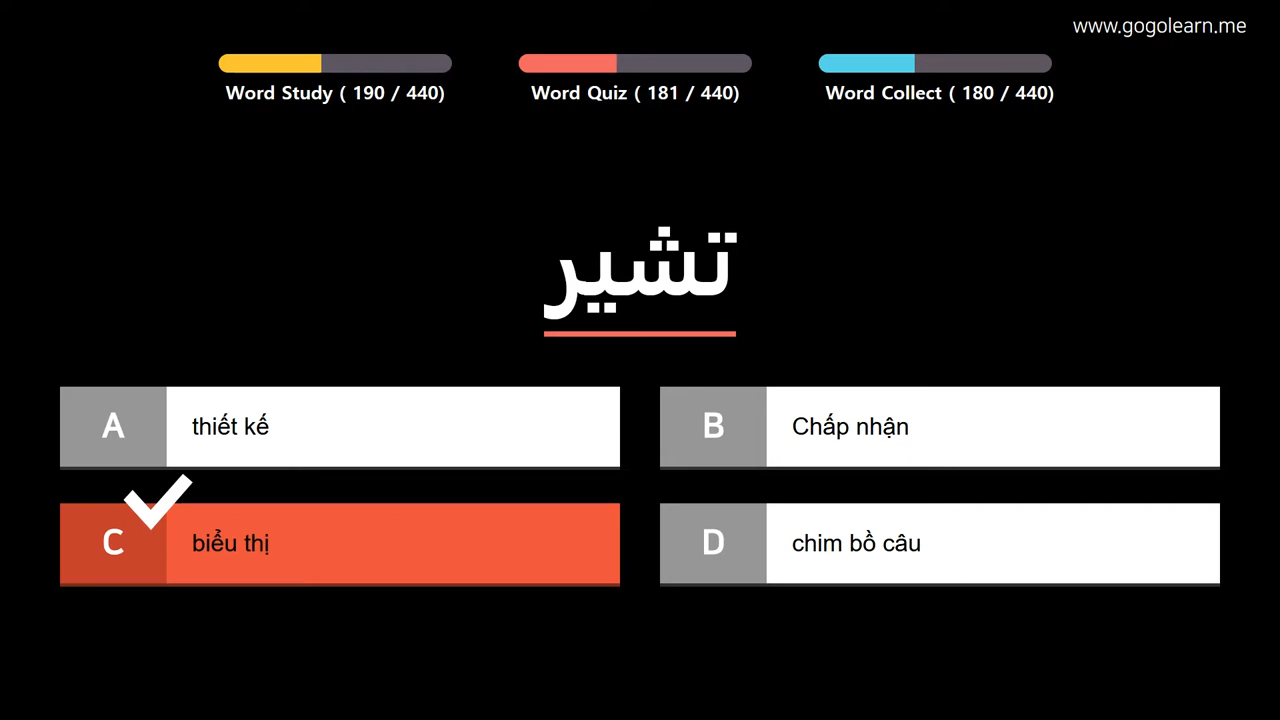 www.gogolearn.me
Word Study ( 190 / 440)
Word Quiz ( 181 / 440)
Word Collect ( 180 / 440)
تشير
A
thiết kế
B
Chấp nhận
C
biểu thị
D
chim bồ câu